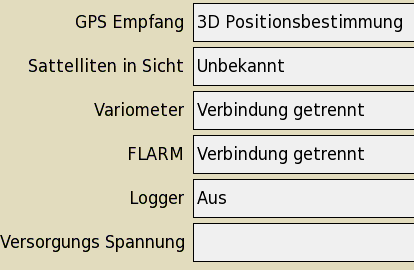 GPS Empfang 3D Positionsbestimmung
Sattelliten in Sicht Unbekannt
Variometer Verbindung getrennt
FLARM Verbindung getrennt
Logger Aus
Versorgungs Spannung